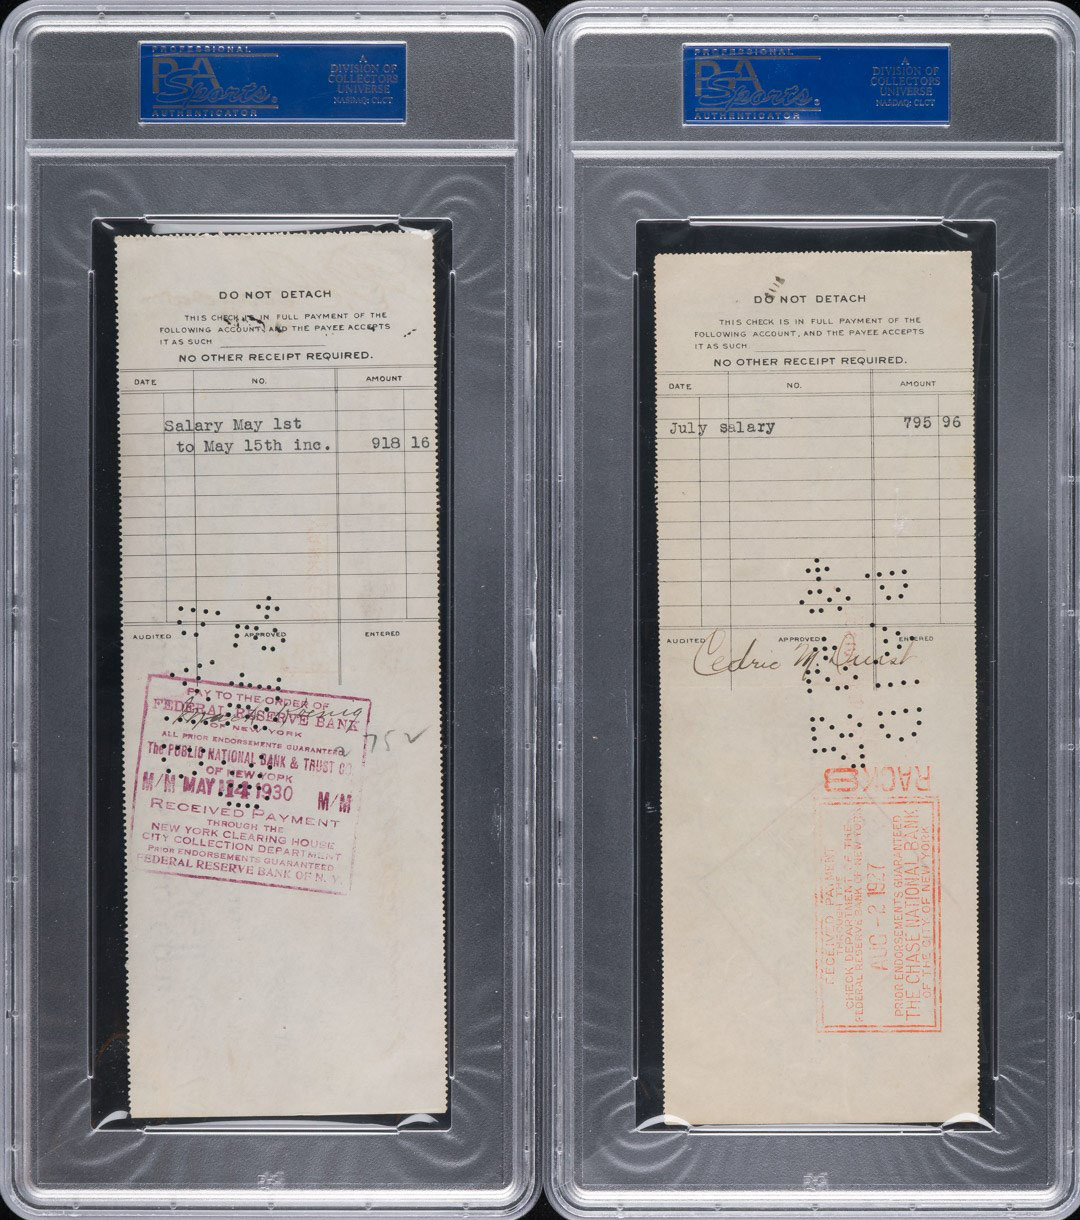 PROFESSIONAL
PSA
Sports
AUTHENTICATOR
A
DIVISION OF
COLLECTORS
UNIVERSE
NASDAQ: CLCT
DO NOT DETACH
THIS CHECK IS IN FULL PAYMENT OF THE
FOLLOWING ACCOUNT, AND THE PAYEE ACCEPTS
IT AS SUCH
NO OTHER RECEIPT REQUIRED.
DATE NO. AMOUNT
Salary May 1st
to May 15th inc. 918 16
AUDITED APPROVED ENTERED
PAY TO THE ORDER OF
FEDERAL RESERVE BANK
OF NEW YORK
ALL PRIOR ENDORSEMENTS GUARANTEED
The PUBLIC NATIONAL BANK & TRUST CO.
OF NEW YORK
M/M MAY 14 1930 M/M
RECEIVED PAYMENT
THROUGH THE
NEW YORK CLEARING HOUSE
CITY COLLECTION DEPARTMENT
PRIOR ENDORSEMENTS GUARANTEED
FEDERAL RESERVE BANK OF N. Y.
Koenig
PROFESSIONAL
PSA
Sports
AUTHENTICATOR
A
DIVISION OF
COLLECTORS
UNIVERSE
NASDAQ: CLCT
DO NOT DETACH
THIS CHECK IS IN FULL PAYMENT OF THE
FOLLOWING ACCOUNT, AND THE PAYEE ACCEPTS
IT AS SUCH
NO OTHER RECEIPT REQUIRED.
DATE NO. AMOUNT
July salary 795 96
AUDITED APPROVED ENTERED
Cedric M Durst
RACK 8
RECEIVED PAYMENT
THROUGH THE
CHECK DEPARTMENT OF THE
FEDERAL RESERVE BANK OF NEW YORK
AUG -2 1927
PRIOR ENDORSEMENTS GUARANTEED
THE CHASE NATIONAL BANK
OF THE CITY OF NEW YORK